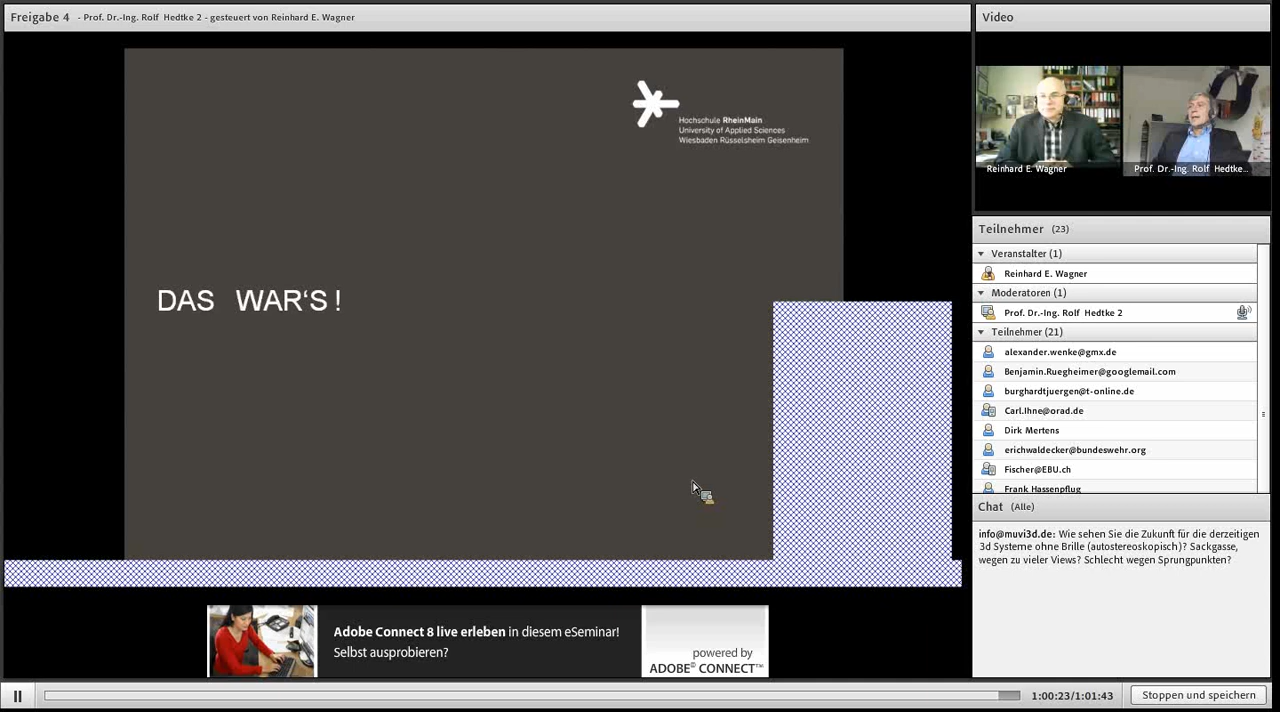 Freigabe 4 - Prof. Dr.-Ing. Rolf Hedtke 2 - gesteuert von Reinhard E. Wagner
Hochschule RheinMain
University of Applied Sciences
Wiesbaden Rüsselsheim Geisenheim
DAS WAR‘S !
Adobe Connect 8 live erleben in diesem eSeminar!
Selbst ausprobieren?
powered by
ADOBE® CONNECT™
Video
Reinhard E. Wagner
Prof. Dr.-Ing. Rolf Hedtke...
Teilnehmer (23)
Veranstalter (1)
Reinhard E. Wagner
Moderatoren (1)
Prof. Dr.-Ing. Rolf Hedtke 2
Teilnehmer (21)
alexander.wenke@gmx.de
Benjamin.Ruegheimer@googlemail.com
burghardtjuergen@t-online.de
Carl.Ihne@orad.de
Dirk Mertens
erichwaldecker@bundeswehr.org
Fischer@EBU.ch
Frank Hassenpflug
Chat (Alle)
info@muvi3d.de: Wie sehen Sie die Zukunft für die derzeitigen
3d Systeme ohne Brille (autostereoskopisch)? Sackgasse,
wegen zu vieler Views? Schlecht wegen Sprungpunkten?
1:00:23/1:01:43
Stoppen und speichern